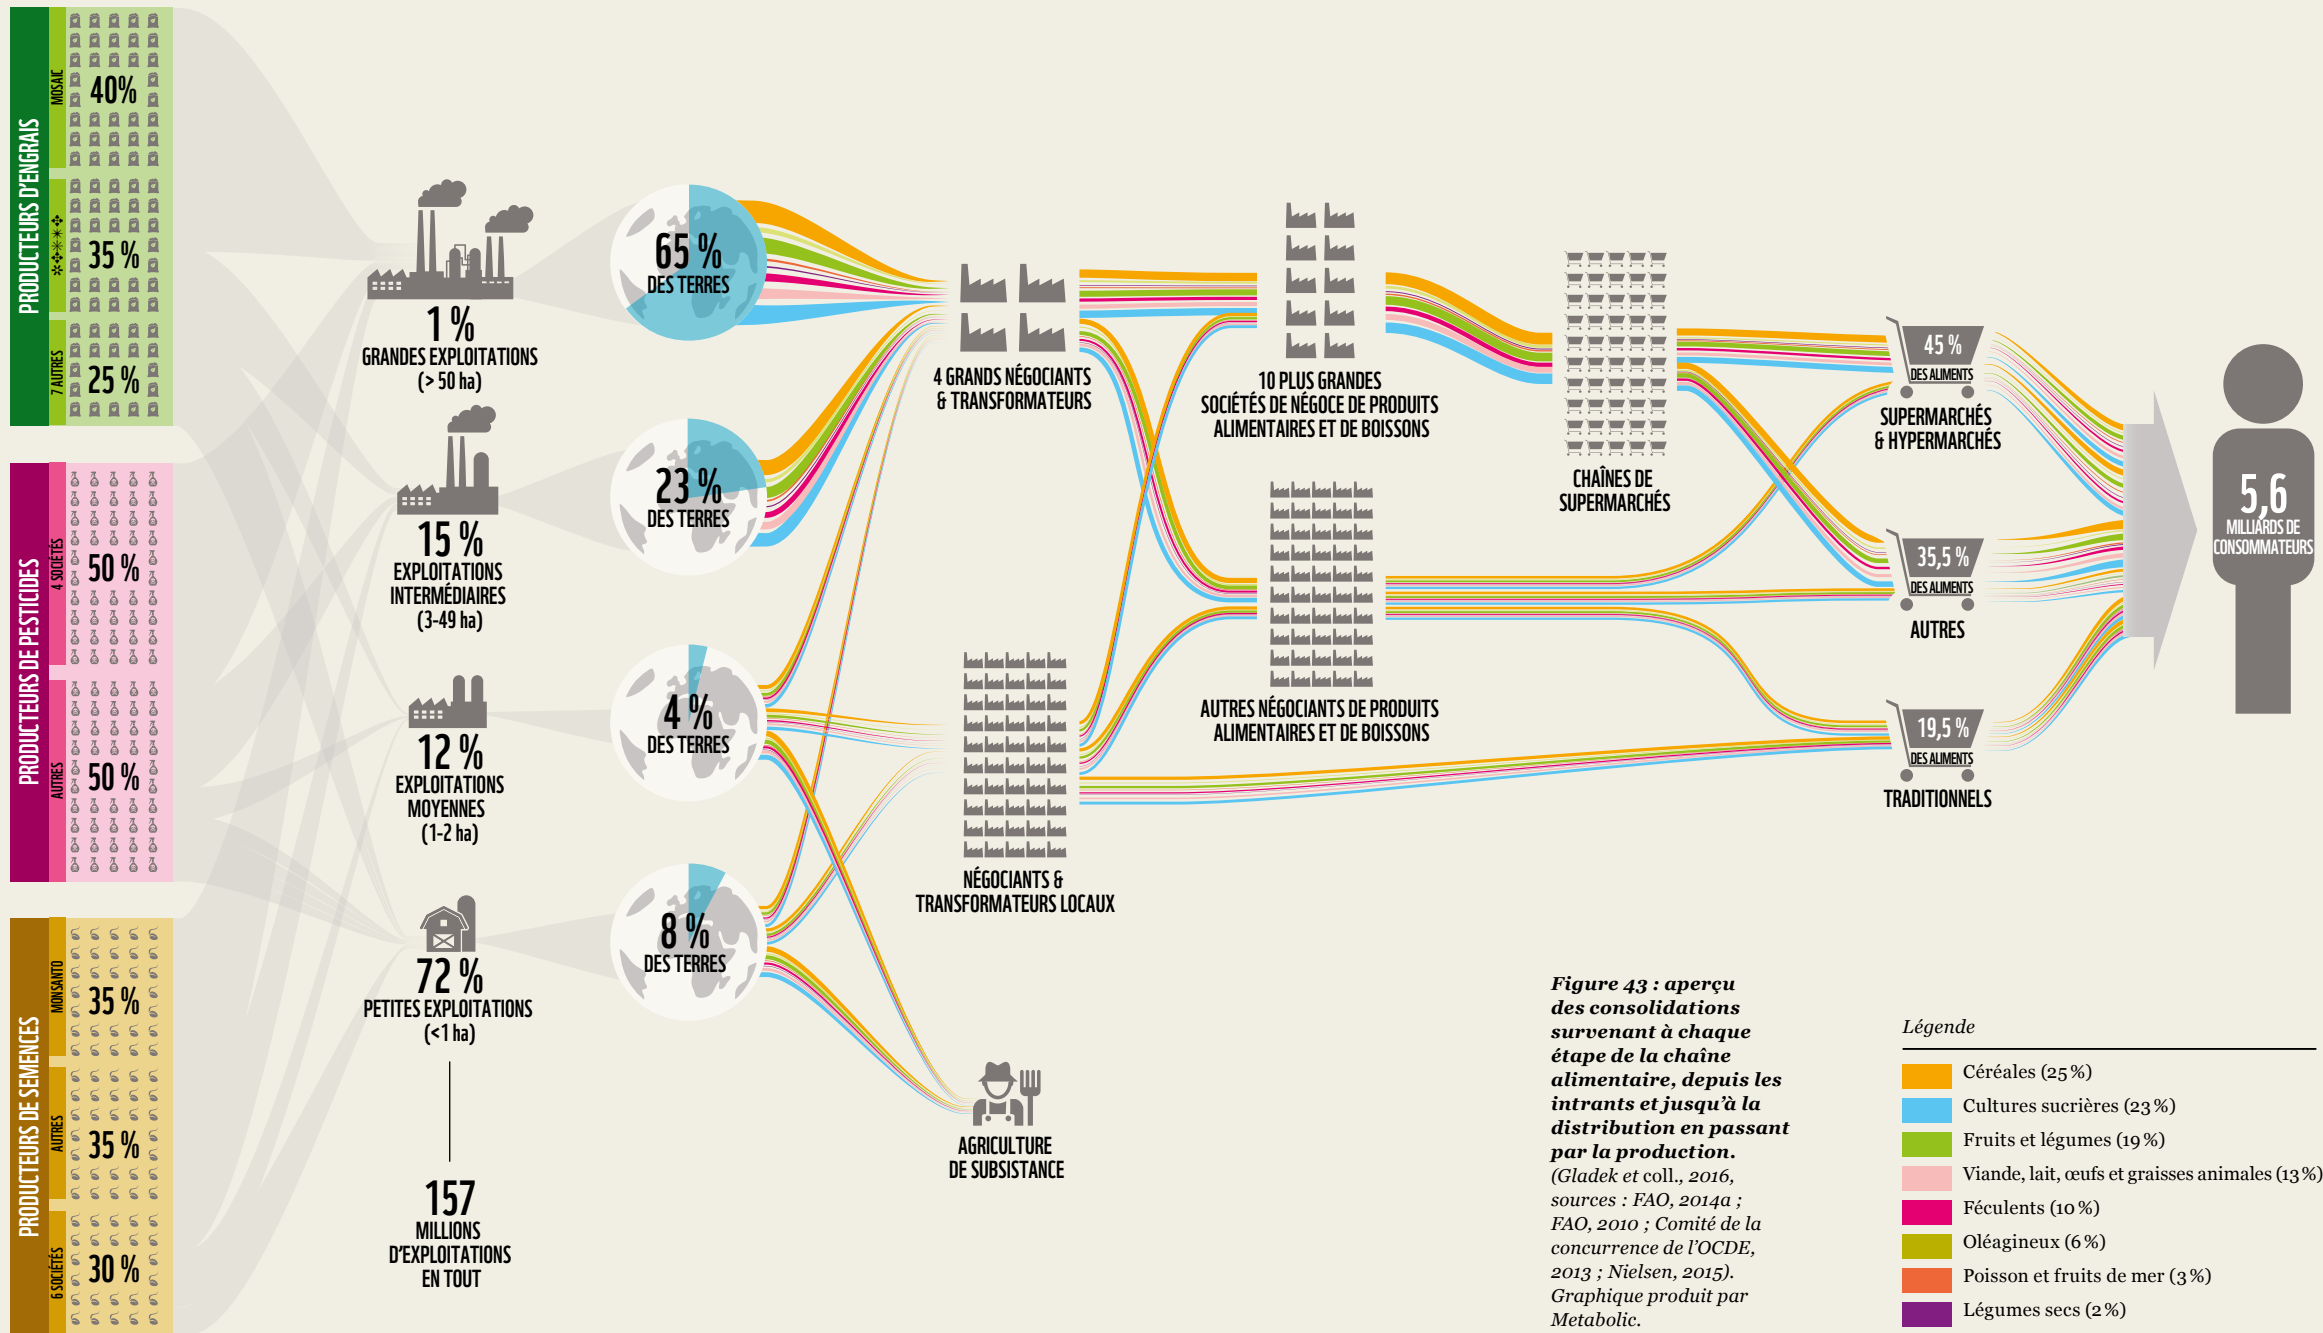 PRODUCTEURS D'ENGRAIS
MOSAIC
40%
35 %
7 AUTRES
25 %
PRODUCTEURS DE PESTICIDES
4 SOCIÉTÉS
50 %
AUTRES
50 %
PRODUCTEURS DE SEMENCES
MONSANTO
35 %
AUTRES
35 %
6 SOCIÉTÉS
30 %
1 %
GRANDES EXPLOITATIONS
(> 50 ha)
15 %
EXPLOITATIONS
INTERMÉDIAIRES
(3-49 ha)
12 %
EXPLOITATIONS
MOYENNES
(1-2 ha)
72 %
PETITES EXPLOITATIONS
(<1 ha)
157
MILLIONS
D'EXPLOITATIONS
EN TOUT
65 %
DES TERRES
23 %
DES TERRES
4 %
DES TERRES
8 %
DES TERRES
4 GRANDS NÉGOCIANTS
& TRANSFORMATEURS
NÉGOCIANTS &
TRANSFORMATEURS LOCAUX
AGRICULTURE
DE SUBSISTANCE
10 PLUS GRANDES
SOCIÉTÉS DE NÉGOCE DE PRODUITS
ALIMENTAIRES ET DE BOISSONS
AUTRES NÉGOCIANTS DE PRODUITS
ALIMENTAIRES ET DE BOISSONS
CHAÎNES DE
SUPERMARCHÉS
45 %
DES ALIMENTS
SUPERMARCHÉS
& HYPERMARCHÉS
35,5 %
DES ALIMENTS
AUTRES
19,5 %
DES ALIMENTS
TRADITIONNELS
5,6
MILLIARDS DE
CONSOMMATEURS
Figure 43 : aperçu
des consolidations
survenant à chaque
étape de la chaîne
alimentaire, depuis les
intrants et jusqu'à la
distribution en passant
par la production.
(Gladek et coll., 2016,
sources : FAO, 2014a ;
FAO, 2010 ; Comité de la
concurrence de l'OCDE,
2013 ; Nielsen, 2015).
Graphique produit par
Metabolic.
Légende
Céréales (25 %)
Cultures sucrières (23 %)
Fruits et légumes (19 %)
Viande, lait, œufs et graisses animales (13 %)
Féculents (10 %)
Oléagineux (6 %)
Poisson et fruits de mer (3 %)
Légumes secs (2 %)